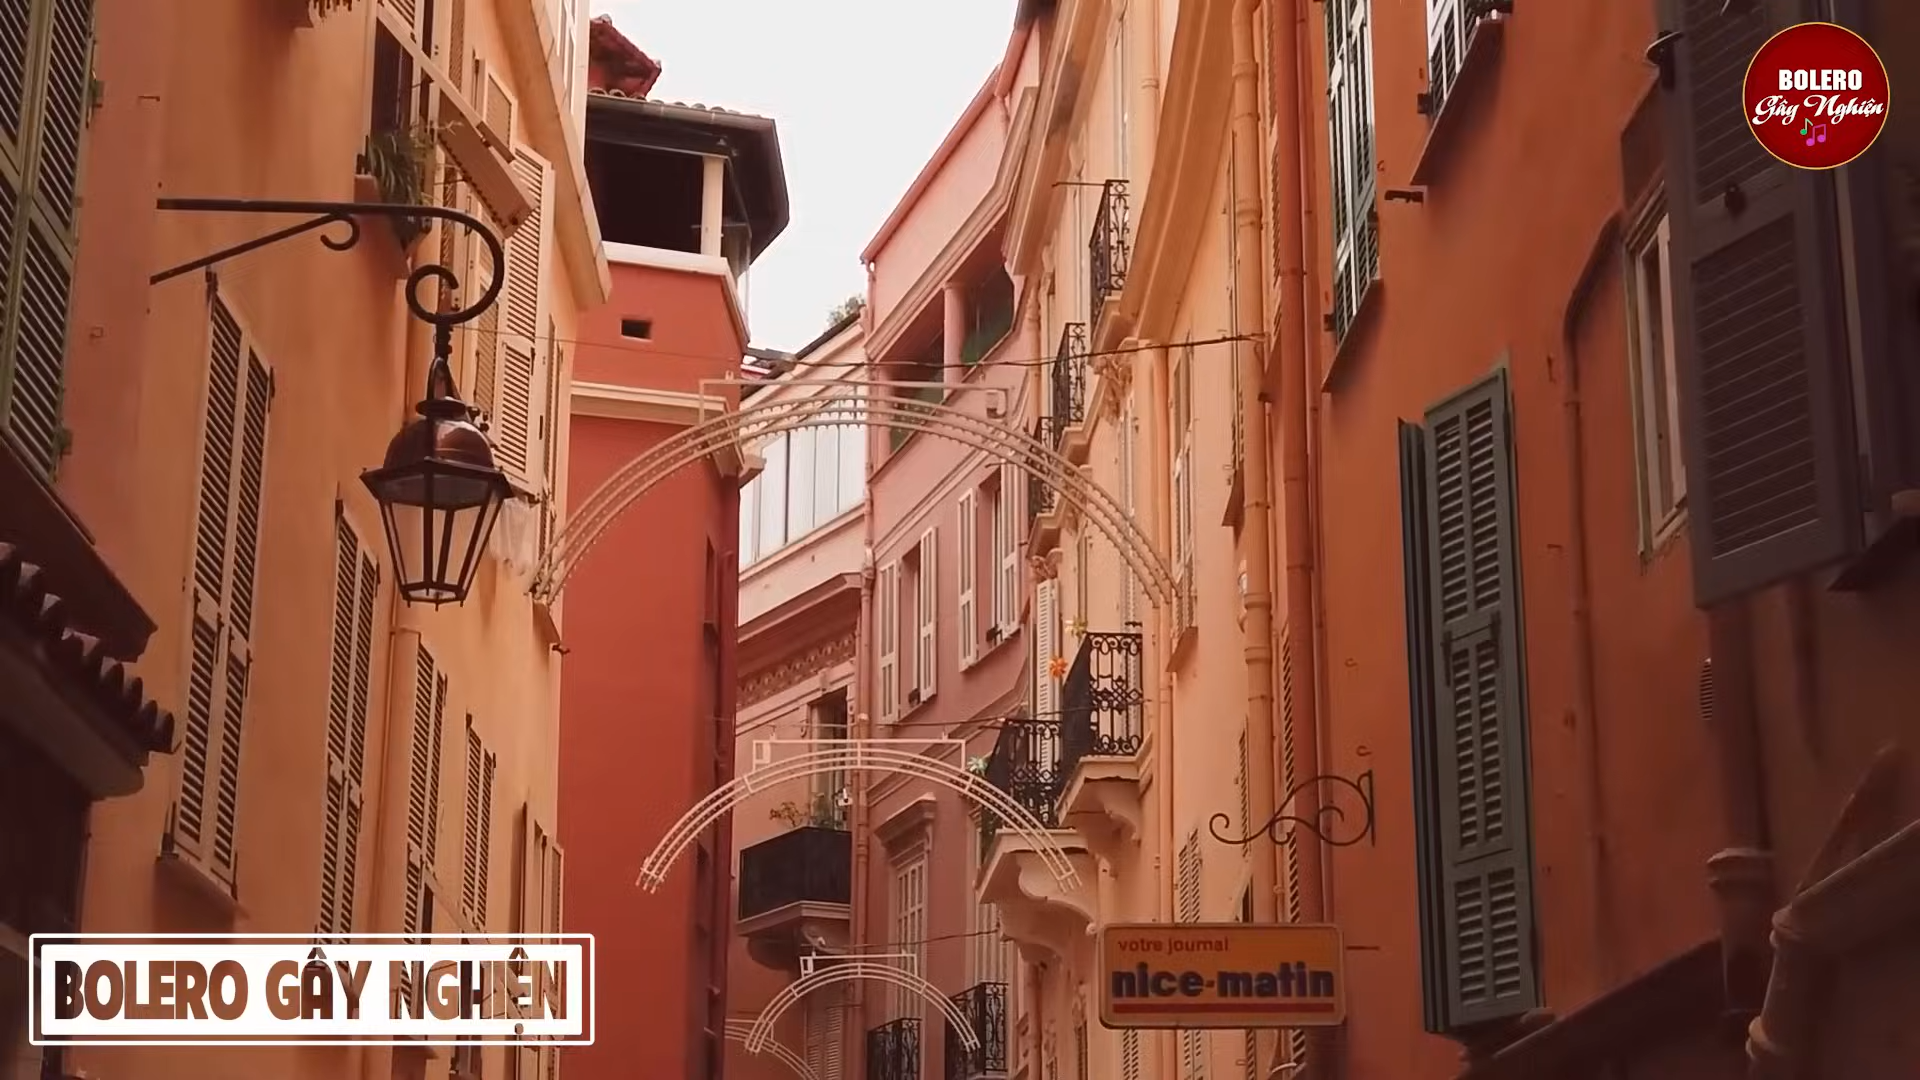 BOLERO
Gây Nghiện
votre journal
nice-matin
BOLERO GÂY NGHIỆN